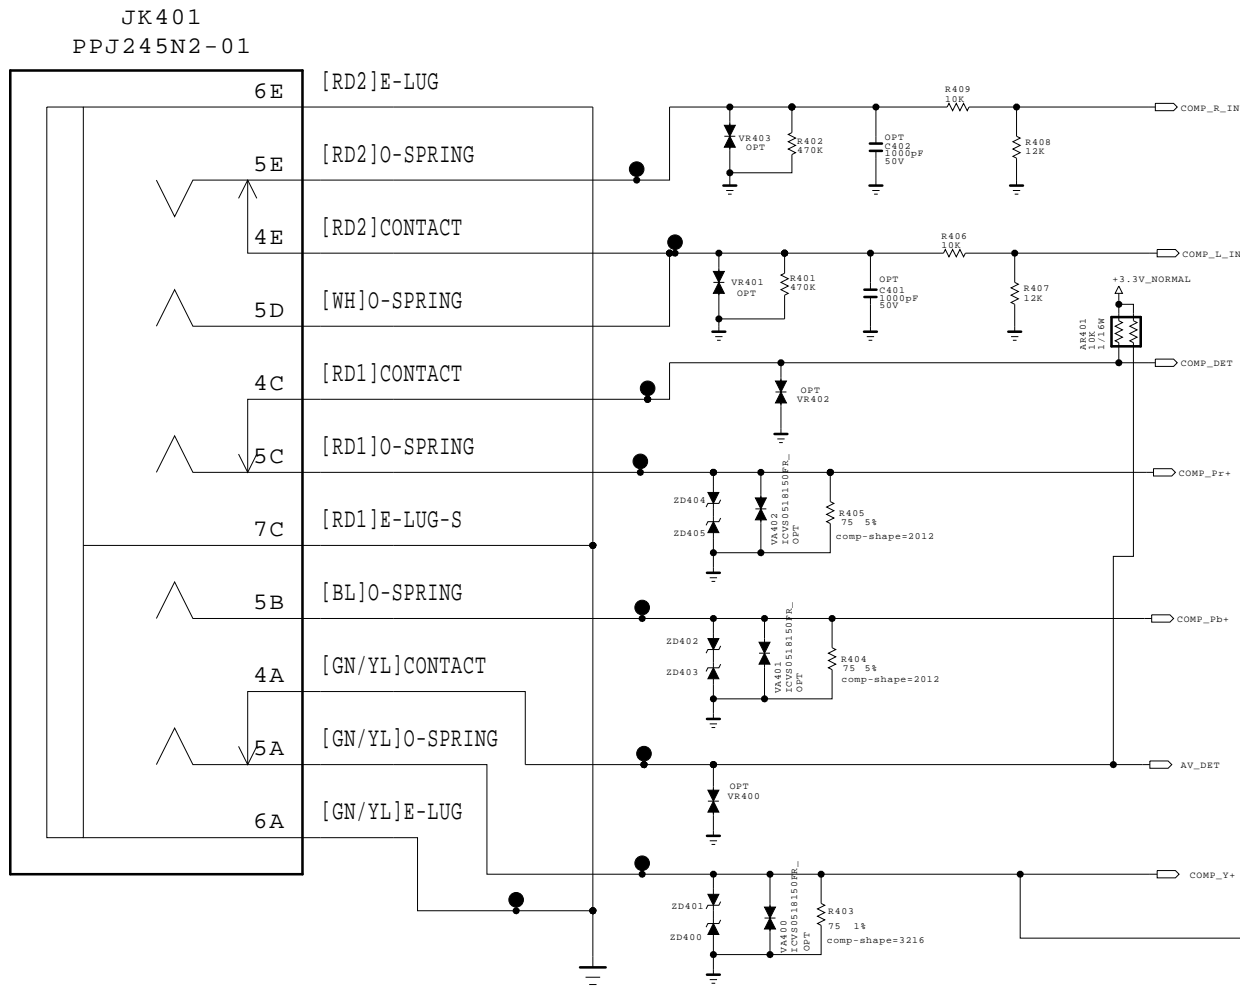 JK401
PPJ245N2-01
6E
[RD2]E-LUG
5E
[RD2]O-SPRING
4E
[RD2]CONTACT
5D
[WH]O-SPRING
4C
[RD1]CONTACT
5C
[RD1]O-SPRING
7C
[RD1]E-LUG-S
5B
[BL]O-SPRING
4A
[GN/YL]CONTACT
5A
[GN/YL]O-SPRING
6A
[GN/YL]E-LUG
VR403
OPT
R402
470K
OPT
C402
1000pF
50V
R409
10K
R408
12K
COMP_R_IN
VR401
OPT
R401
470K
OPT
C401
1000pF
50V
R406
10K
R407
12K
COMP_L_IN
+3.3V_NORMAL
AR401
10K
1/16W
OPT
VR402
COMP_DET
ZD404
ZD405
VA402
ICVS0518150FR_
OPT
R405
75 5%
comp-shape=2012
COMP_Pr+
ZD402
ZD403
VA401
ICVS0518150FR_
OPT
R404
75 5%
comp-shape=2012
COMP_Pb+
OPT
VR400
AV_DET
ZD401
ZD400
VA400
ICVS0518150FR_
OPT
R403
75 1%
comp-shape=3216
COMP_Y+